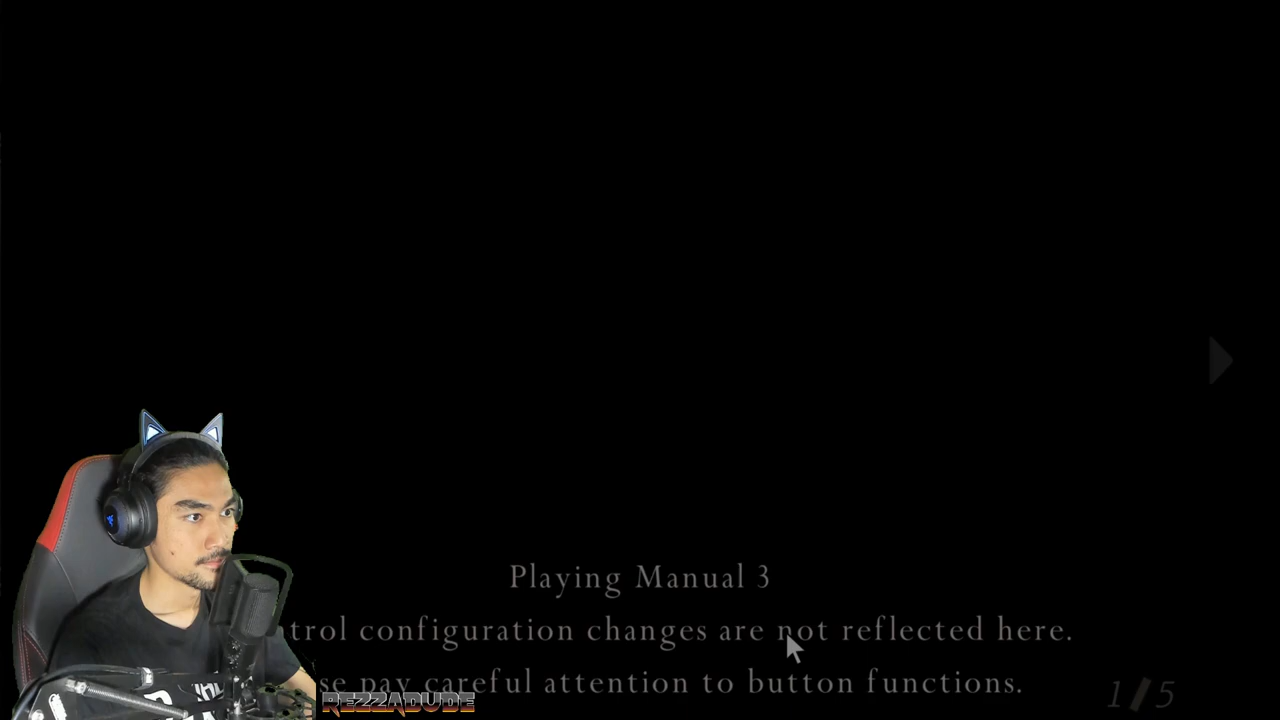 Playing Manual 3
trol configuration changes are not reflected here.
se pay careful attention to button functions.
1/5
REZZADUDE